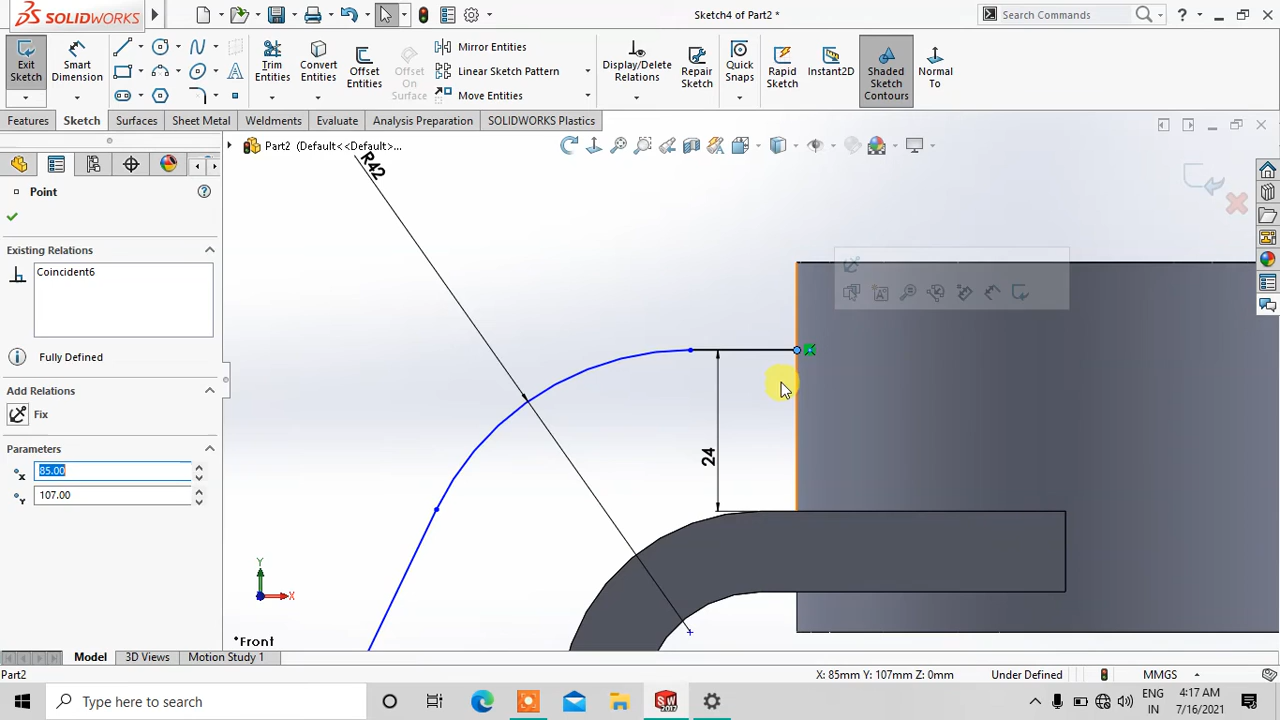 SOLIDWORKS
Sketch4 of Part2 *
Search Commands
?
Exit Sketch
Smart Dimension
Trim Entities
Convert Entities
Offset Entities
Offset On Surface
Mirror Entities
Linear Sketch Pattern
Move Entities
Display/Delete Relations
Repair Sketch
Quick Snaps
Rapid Sketch
Instant2D
Shaded Sketch Contours
Normal To
Features
Sketch
Surfaces
Sheet Metal
Weldments
Evaluate
Analysis Preparation
SOLIDWORKS Plastics
Part2 (Default<<Default>...
Point
Existing Relations
Coincident6
Fully Defined
Add Relations
Fix
Parameters
85.00
107.00
R42
24
Y
X
*Front
Model
3D Views
Motion Study 1
Part2
X: 85mm Y: 107mm Z: 0mm
Under Defined
MMGS
Type here to search
SW
2017
ENG
IN
4:17 AM
7/16/2021